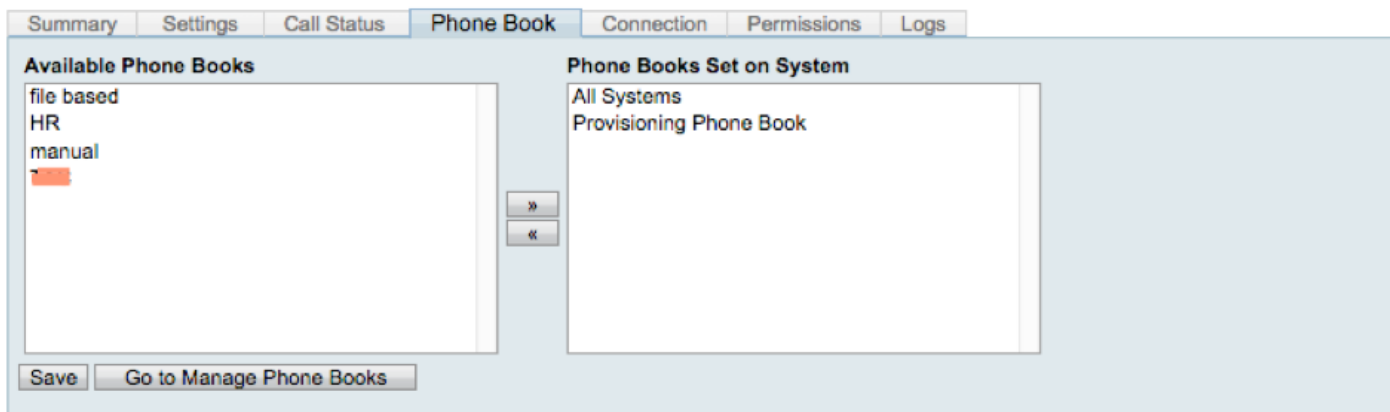 Summary Settings Call Status Phone Book Connection Permissions Logs
Available Phone Books
file based
HR
manual
Phone Books Set on System
All Systems
Provisioning Phone Book
»
«
Save Go to Manage Phone Books